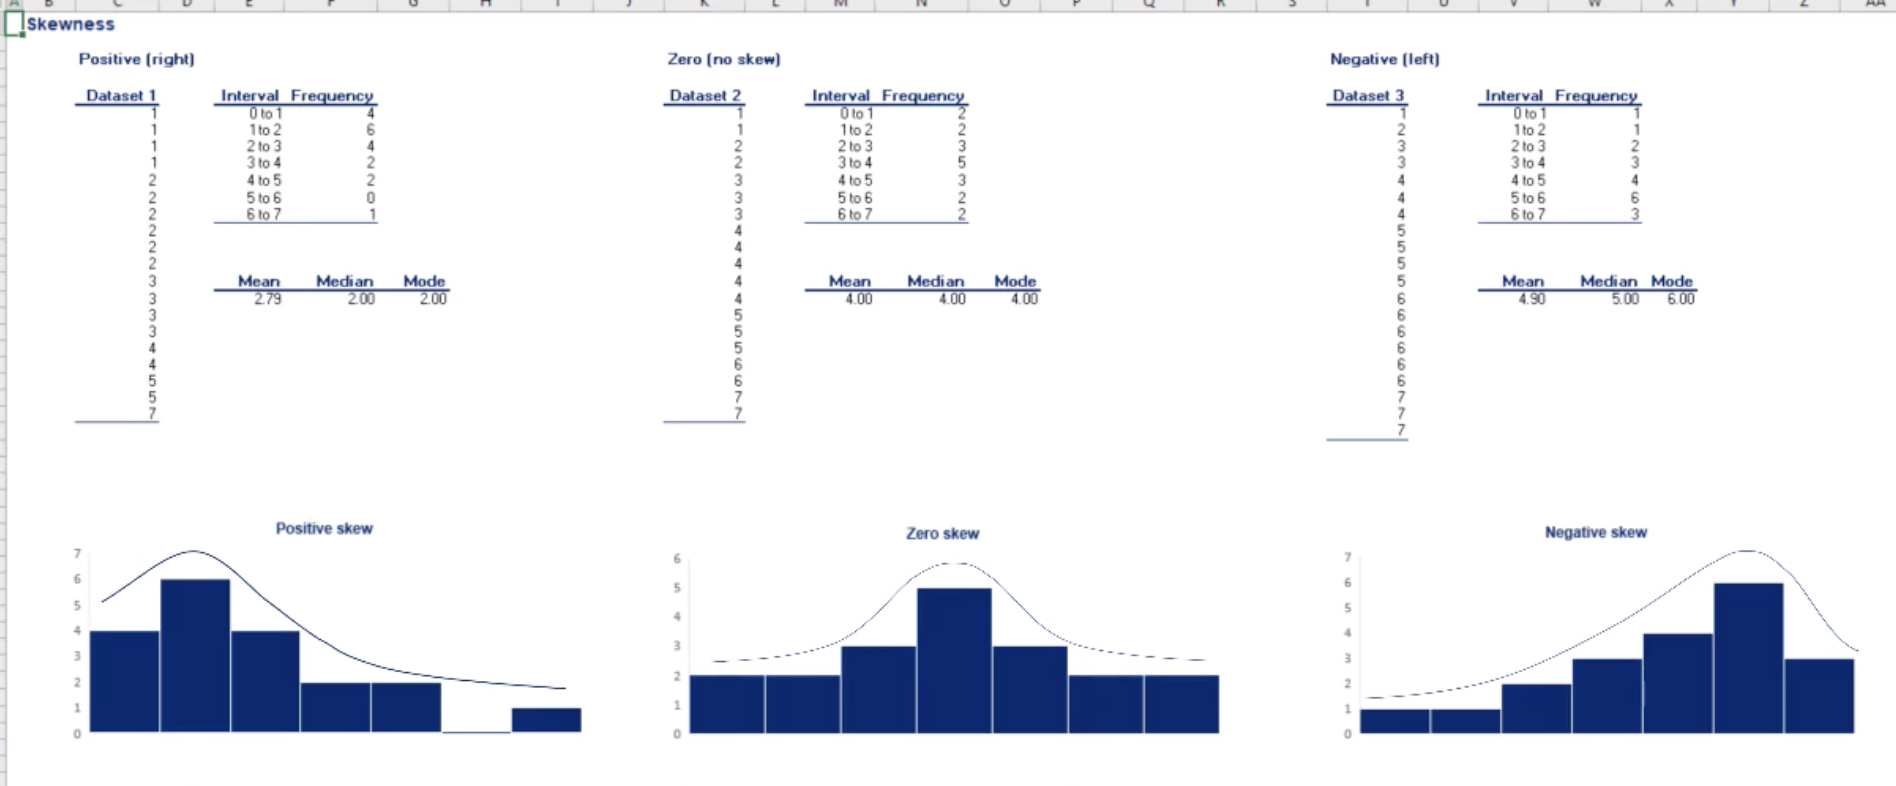 A B C D E F G H I J K L M N O P Q R S T U V W X Y Z AA
Skewness
Positive (right) Zero (no skew) Negative (left)
Dataset 1 Interval Frequency Dataset 2 Interval Frequency Dataset 3 Interval Frequency
1 0 to 1 4 1 0 to 1 2 1 0 to 1 1
1 1 to 2 6 1 1 to 2 2 2 1 to 2 1
1 2 to 3 4 2 2 to 3 3 3 2 to 3 2
1 3 to 4 2 2 3 to 4 5 3 3 to 4 3
2 4 to 5 2 3 4 to 5 3 4 4 to 5 4
2 5 to 6 0 3 5 to 6 2 4 5 to 6 6
2 6 to 7 1 3 6 to 7 2 4 6 to 7 3
2 4 5
2 4 5
2 4 5
3 Mean Median Mode 4 Mean Median Mode 5 Mean Median Mode
3 2.79 2.00 2.00 4 4.00 4.00 4.00 6 4.90 5.00 6.00
3 5 6
3 5 6
4 5 6
4 6 6
5 6 6
5 7 7
7 7 7
7
Positive skew
7
6
5
4
3
2
1
0
Zero skew
6
5
4
3
2
1
0
Negative skew
7
6
5
4
3
2
1
0